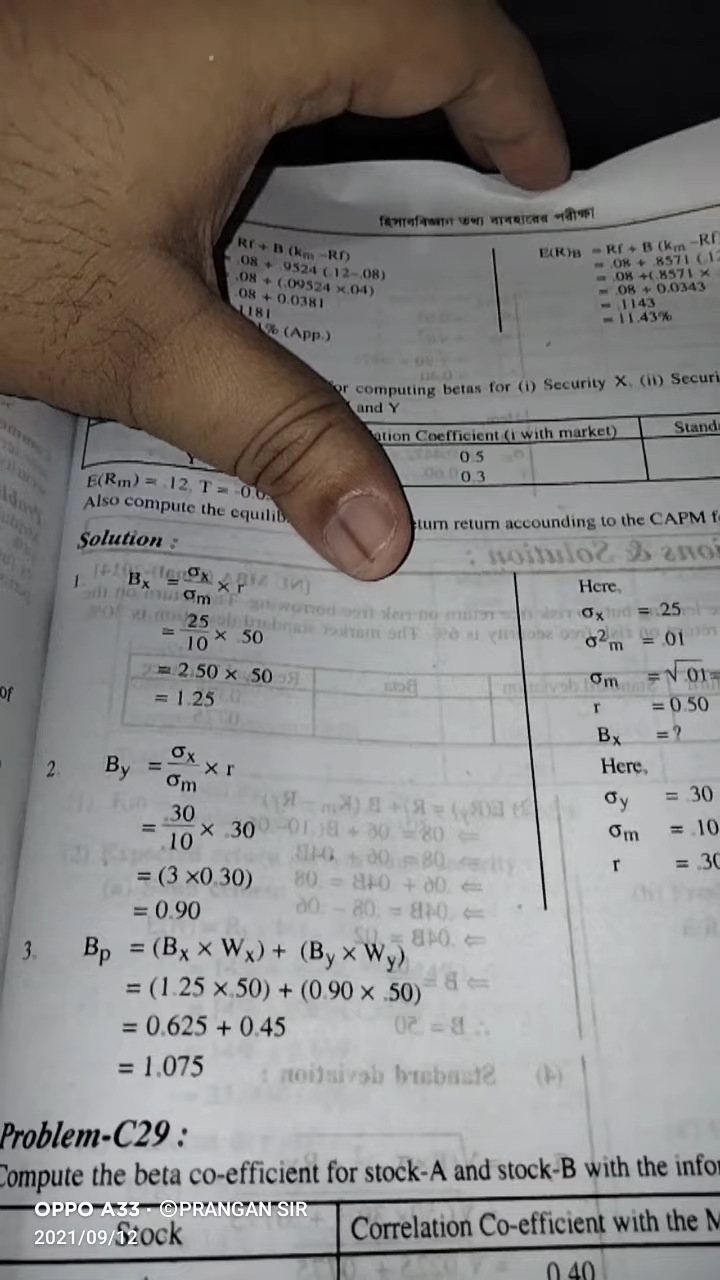 Rf + B (km – Rf)
.08 + .9524 (.12-.08)
.08 + (.09524 ×.04)
.08 + 0.0381
1181
% (App.)
E(R)B = Rf + B (km –Rf
= .08 + .8571 (.12
= .08 +(.8571 ×
= .08 + 0.0343
= .1143
= 11.43%
or computing betas for (i) Security X, (ii) Securi
and Y
ation Coefficient (i with market) Stand
0.5
0.3
E(Rm) = .12, T = -0.0
Also compute the equilib turn return accounding to the CAPM f
Solution :
1. Bx = σx/σm × r
= 25/10 × .50
= 2.50 × .50
= 1.25
Here,
σx = .25
σ²m = .01
σm = √.01=
r = 0.50
Bx = ?
2. By = σx/σm × r
= .30/.10 × .30
= (3 ×0.30)
= 0.90
Here,
σy = .30
σm = .10
r = .30
3. Bp = (Bx × Wx) + (By × Wy)
= (1.25 ×.50) + (0.90 × .50)
= 0.625 + 0.45
= 1.075
Problem-C29 :
Compute the beta co-efficient for stock-A and stock-B with the infor
Stock Correlation Co-efficient with the M
0.40
OPPO A33 · ©PRANGAN SIR
2021/09/12